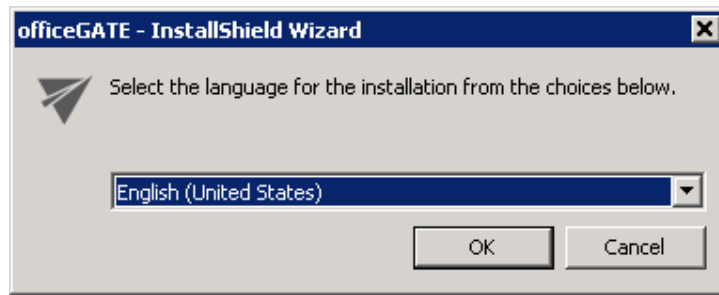 officeGATE - InstallShield Wizard
Select the language for the installation from the choices below.
English (United States)
OK
Cancel